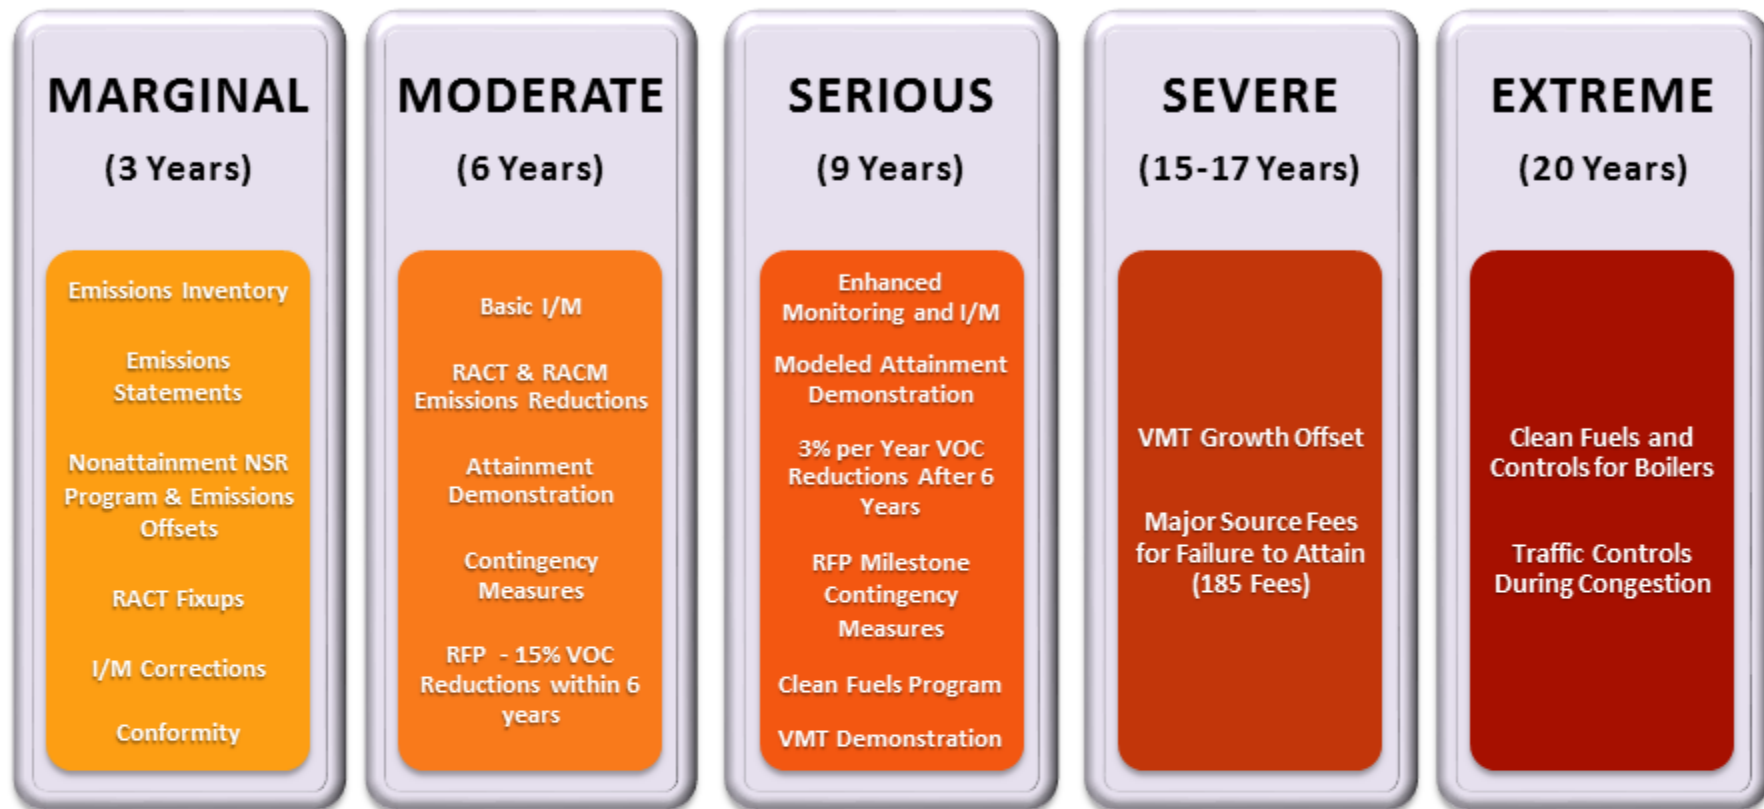 MARGINAL
(3 Years)
Emissions Inventory
Emissions
Statements
Nonattainment NSR
Program & Emissions
Offsets
RACT Fixups
I/M Corrections
Conformity
MODERATE
(6 Years)
Basic I/M
RACT & RACM
Emissions Reductions
Attainment
Demonstration
Contingency
Measures
RFP - 15% VOC
Reductions within 6
years
SERIOUS
(9 Years)
Enhanced
Monitoring and I/M
Modeled Attainment
Demonstration
3% per Year VOC
Reductions After 6
Years
RFP Milestone
Contingency
Measures
Clean Fuels Program
VMT Demonstration
SEVERE
(15-17 Years)
VMT Growth Offset
Major Source Fees
for Failure to Attain
(185 Fees)
EXTREME
(20 Years)
Clean Fuels and
Controls for Boilers
Traffic Controls
During Congestion